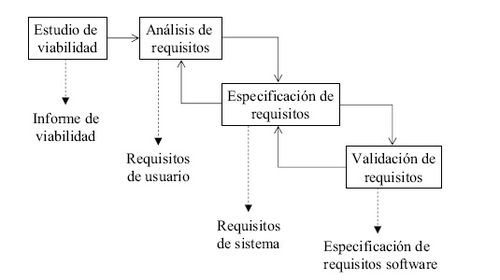 Estudio de
viabilidad
Análisis de
requisitos
Especificación de
requisitos
Informe de
viabilidad
Requisitos
de usuario
Validación de
requisitos
Requisitos
de sistema
Especificación de
requisitos software